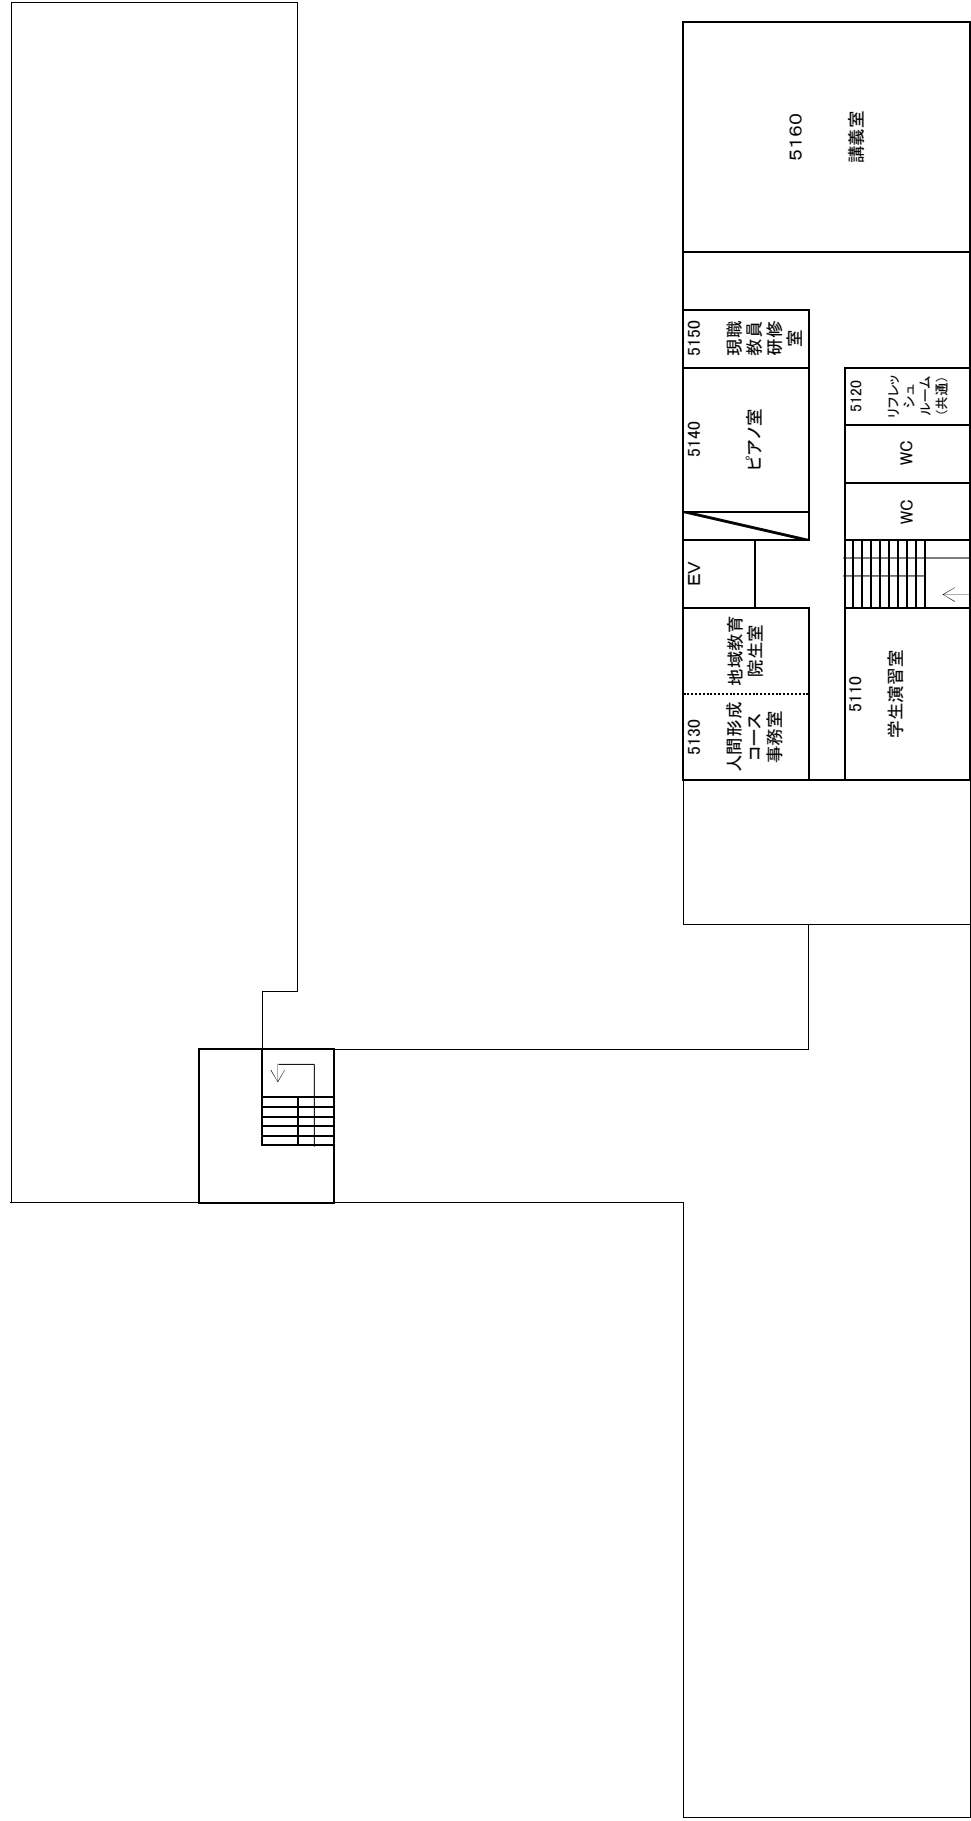 5160
講義室
5150
現職
教員
研修
室
5140
ピアノ室
EV
地域教育
院生室
5130
人間形成
コース
事務室
5120
リフレッ
シュ
ルーム
(共通)
WC
WC
5110
学生演習室